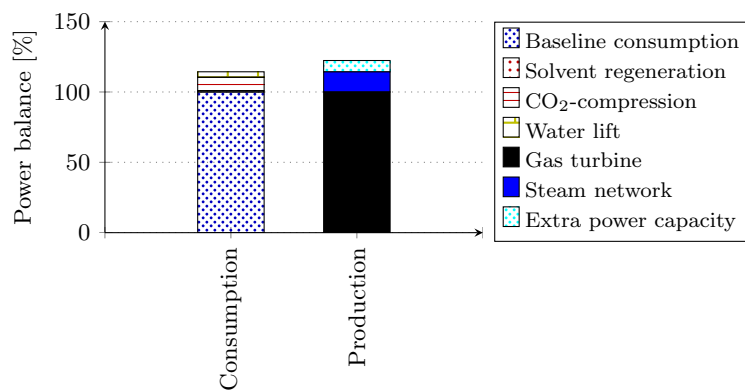 Power balance [%]
150
100
50
0
Consumption
Production
Baseline consumption
Solvent regeneration
CO₂-compression
Water lift
Gas turbine
Steam network
Extra power capacity